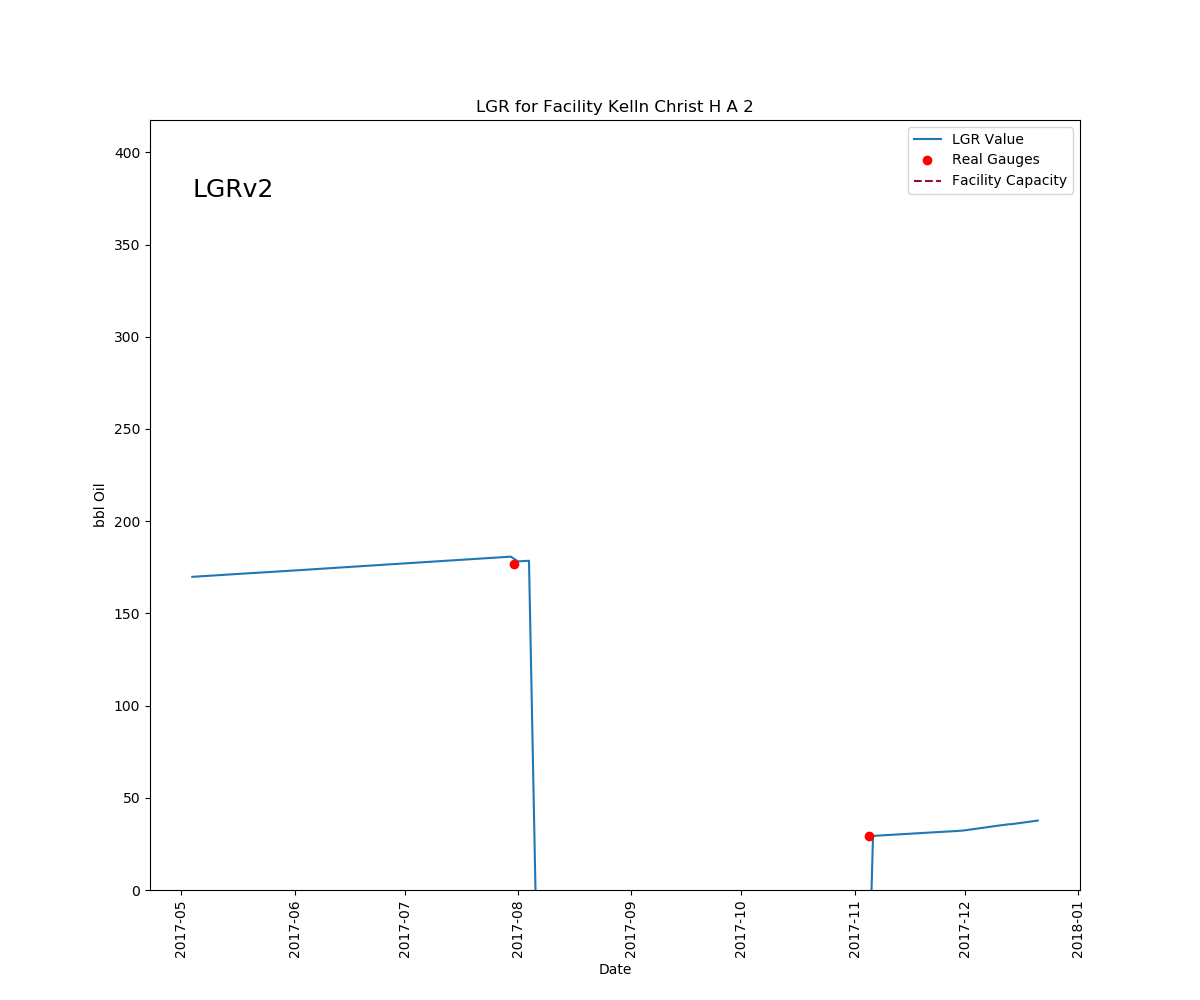 LGR for Facility Kelln Christ H A 2
LGRv2
LGR Value
Real Gauges
Facility Capacity
400
350
300
250
200
150
100
50
0
bbl Oil
2017-05
2017-06
2017-07
2017-08
2017-09
2017-10
2017-11
2017-12
2018-01
Date